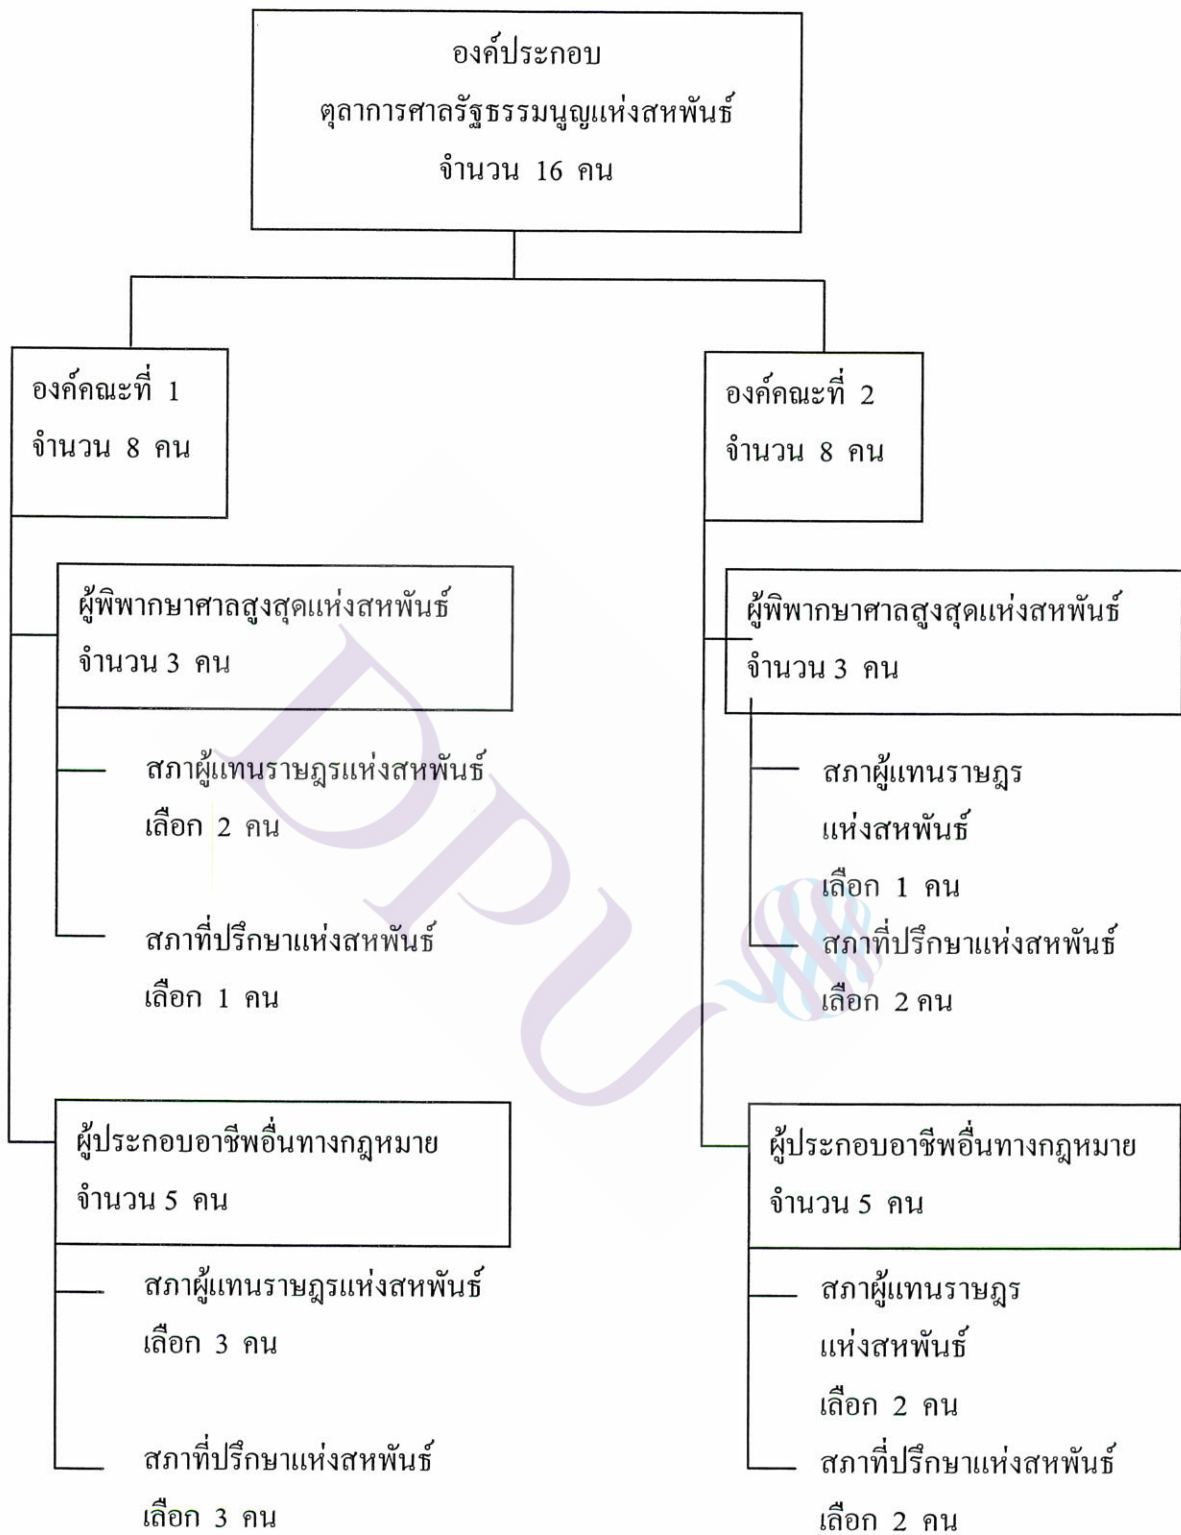 องค์ประกอบ
ตุลาการศาลรัฐธรรมนูญแห่งสหพันธ์
จำนวน 16 คน
องค์คณะที่ 1
จำนวน 8 คน
ผู้พิพากษาศาลสูงสุดแห่งสหพันธ์
จำนวน 3 คน
สภาผู้แทนราษฎรแห่งสหพันธ์
เลือก 2 คน
สภาที่ปรึกษาแห่งสหพันธ์
เลือก 1 คน
ผู้ประกอบอาชีพอื่นทางกฎหมาย
จำนวน 5 คน
สภาผู้แทนราษฎรแห่งสหพันธ์
เลือก 3 คน
สภาที่ปรึกษาแห่งสหพันธ์
เลือก 3 คน
องค์คณะที่ 2
จำนวน 8 คน
ผู้พิพากษาศาลสูงสุดแห่งสหพันธ์
จำนวน 3 คน
สภาผู้แทนราษฎร
แห่งสหพันธ์
เลือก 1 คน
สภาที่ปรึกษาแห่งสหพันธ์
เลือก 2 คน
ผู้ประกอบอาชีพอื่นทางกฎหมาย
จำนวน 5 คน
สภาผู้แทนราษฎร
แห่งสหพันธ์
เลือก 2 คน
สภาที่ปรึกษาแห่งสหพันธ์
เลือก 2 คน
DPU